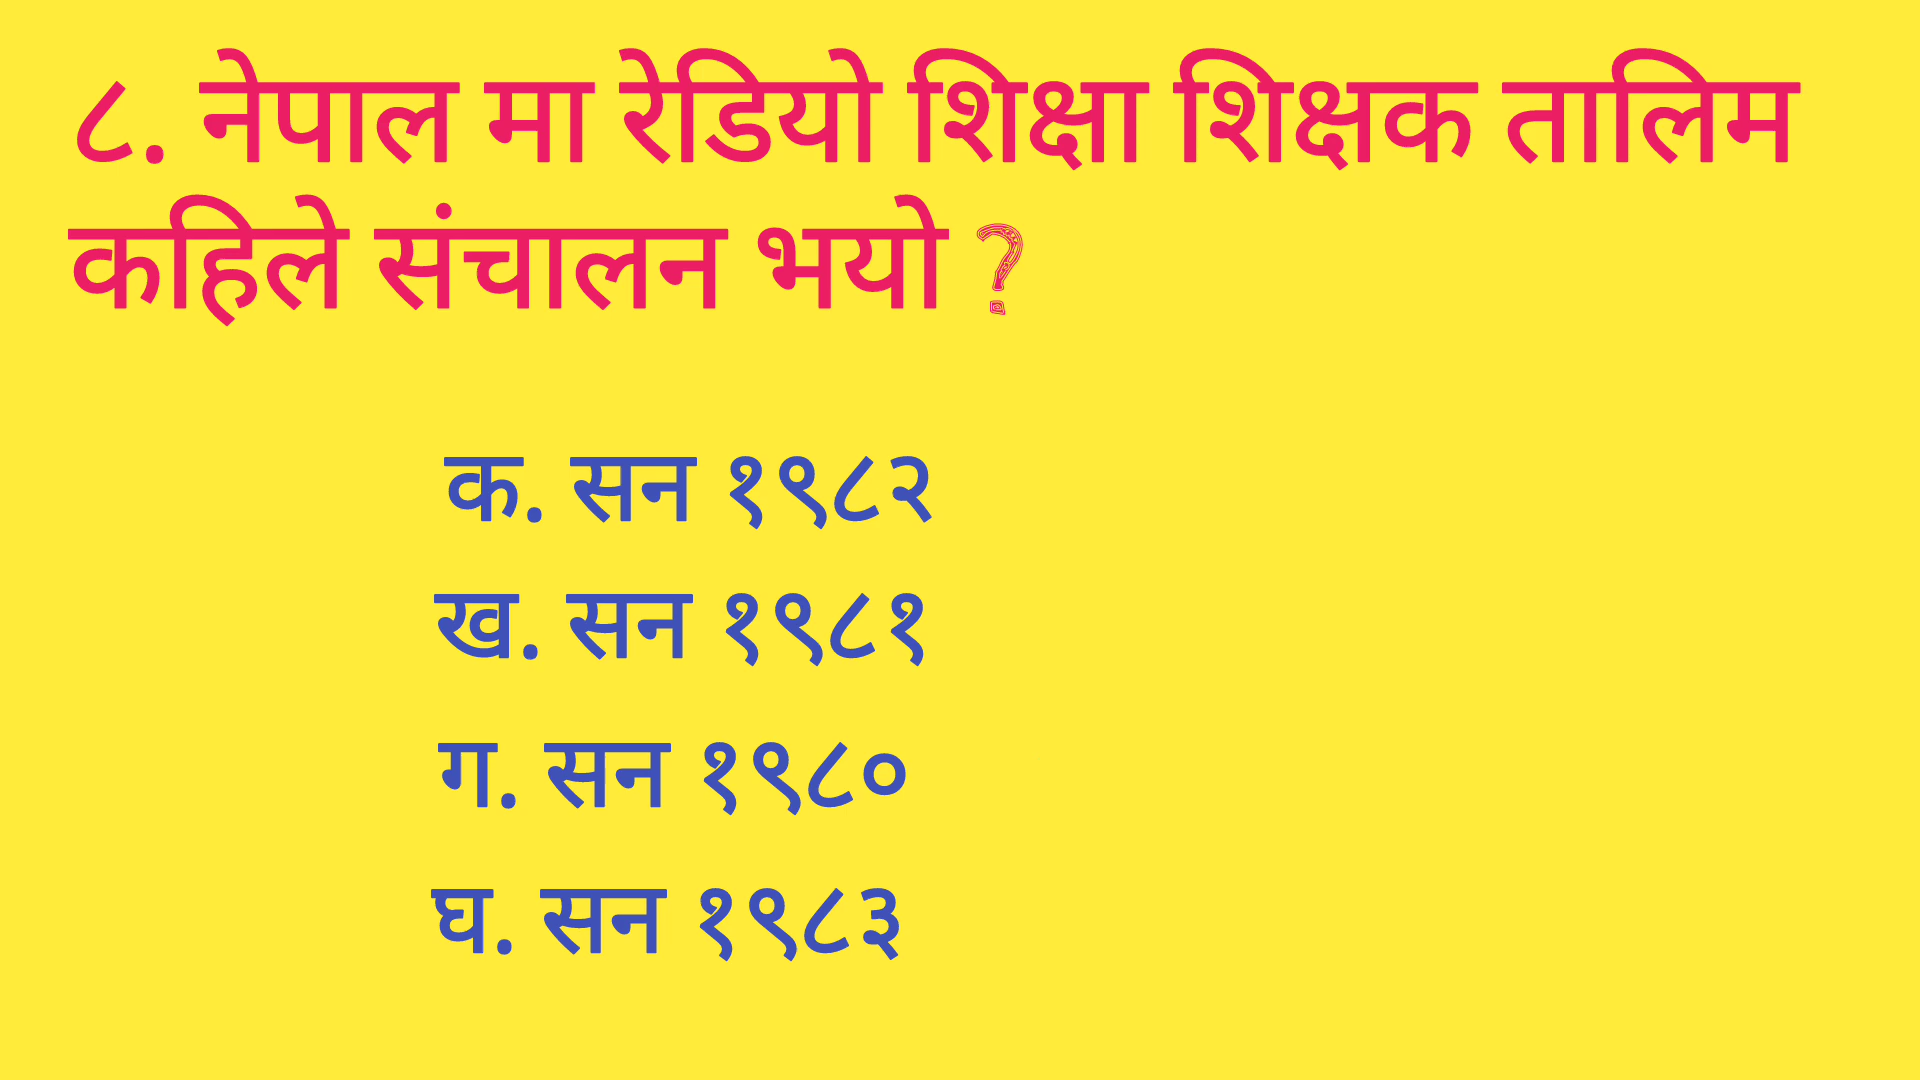 ८. नेपाल मा रेडियो शिक्षा शिक्षक तालिम
कहिले संचालन भयो ?
क. सन १९८२
ख. सन १९८१
ग. सन १९८०
घ. सन १९८३